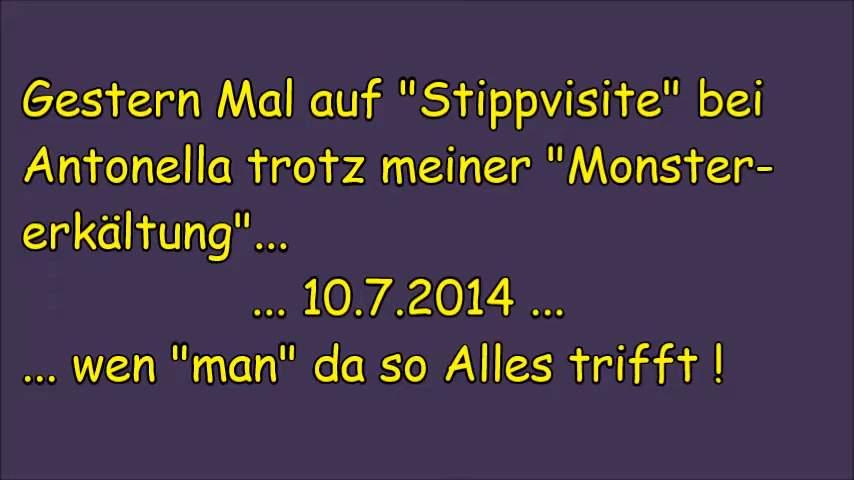 Gestern Mal auf "Stippvisite" bei
Antonella trotz meiner "Monster-
erkältung"...
... 10.7.2014 ...
... wen "man" da so Alles trifft !